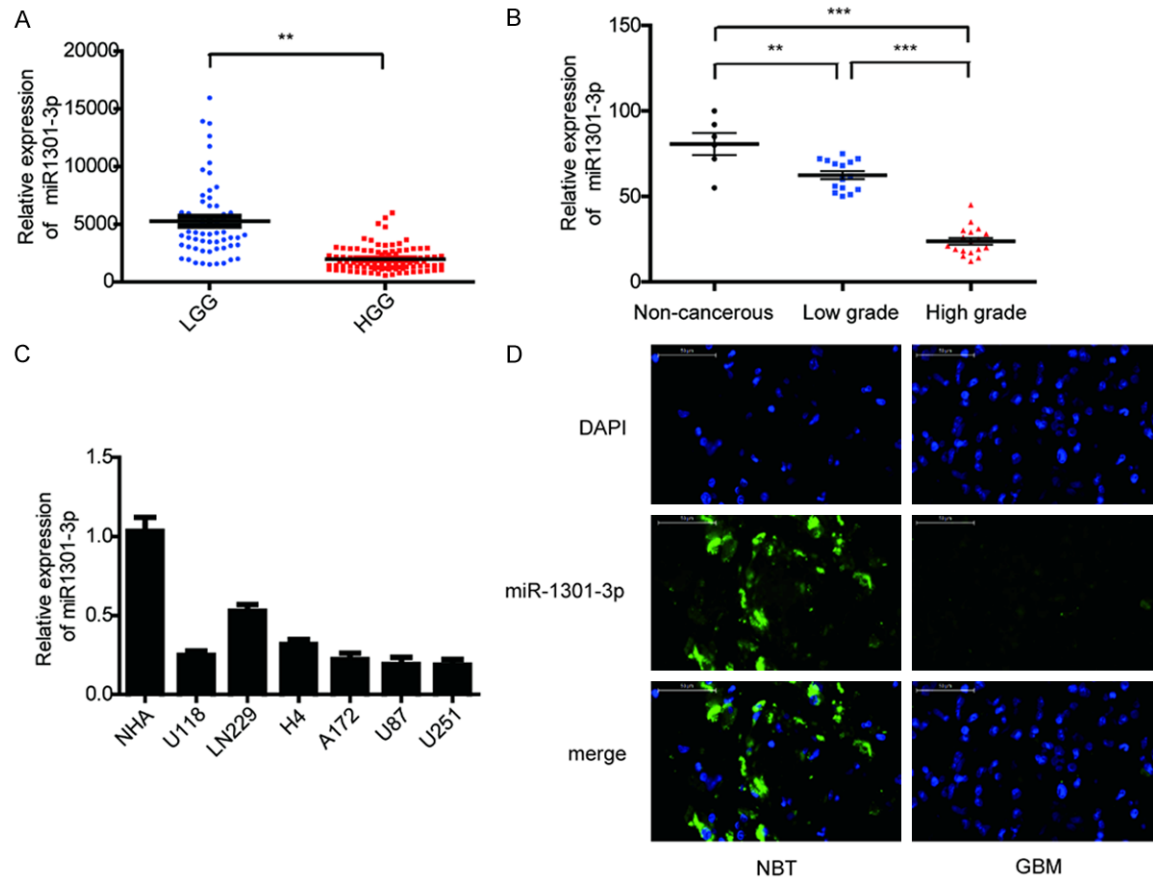 A
Relative expression
of miR1301-3p
20000
15000
10000
5000
0
**
LGG
HGG
B
Relative expression
of miR1301-3p
150
100
50
0
***
**
***
Non-cancerous
Low grade
High grade
C
Relative expression
of miR1301-3p
1.5
1.0
0.5
0.0
NHA
U118
LN229
H4
A172
U87
U251
D
DAPI
miR-1301-3p
merge
NBT
GBM